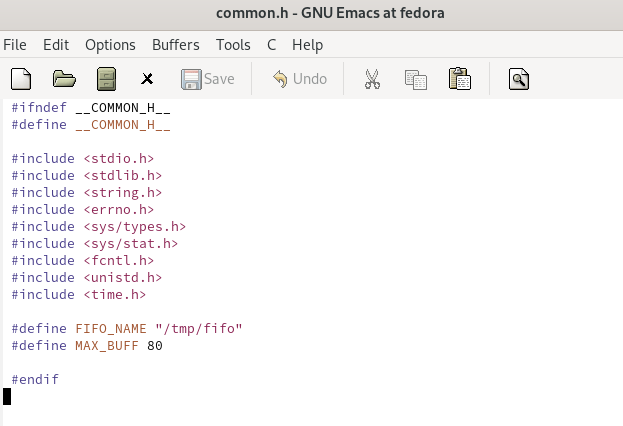 common.h - GNU Emacs at fedora
File Edit Options Buffers Tools C Help
Save Undo
#ifndef __COMMON_H__
#define __COMMON_H__
#include <stdio.h>
#include <stdlib.h>
#include <string.h>
#include <errno.h>
#include <sys/types.h>
#include <sys/stat.h>
#include <fcntl.h>
#include <unistd.h>
#include <time.h>
#define FIFO_NAME "/tmp/fifo"
#define MAX_BUFF 80
#endif